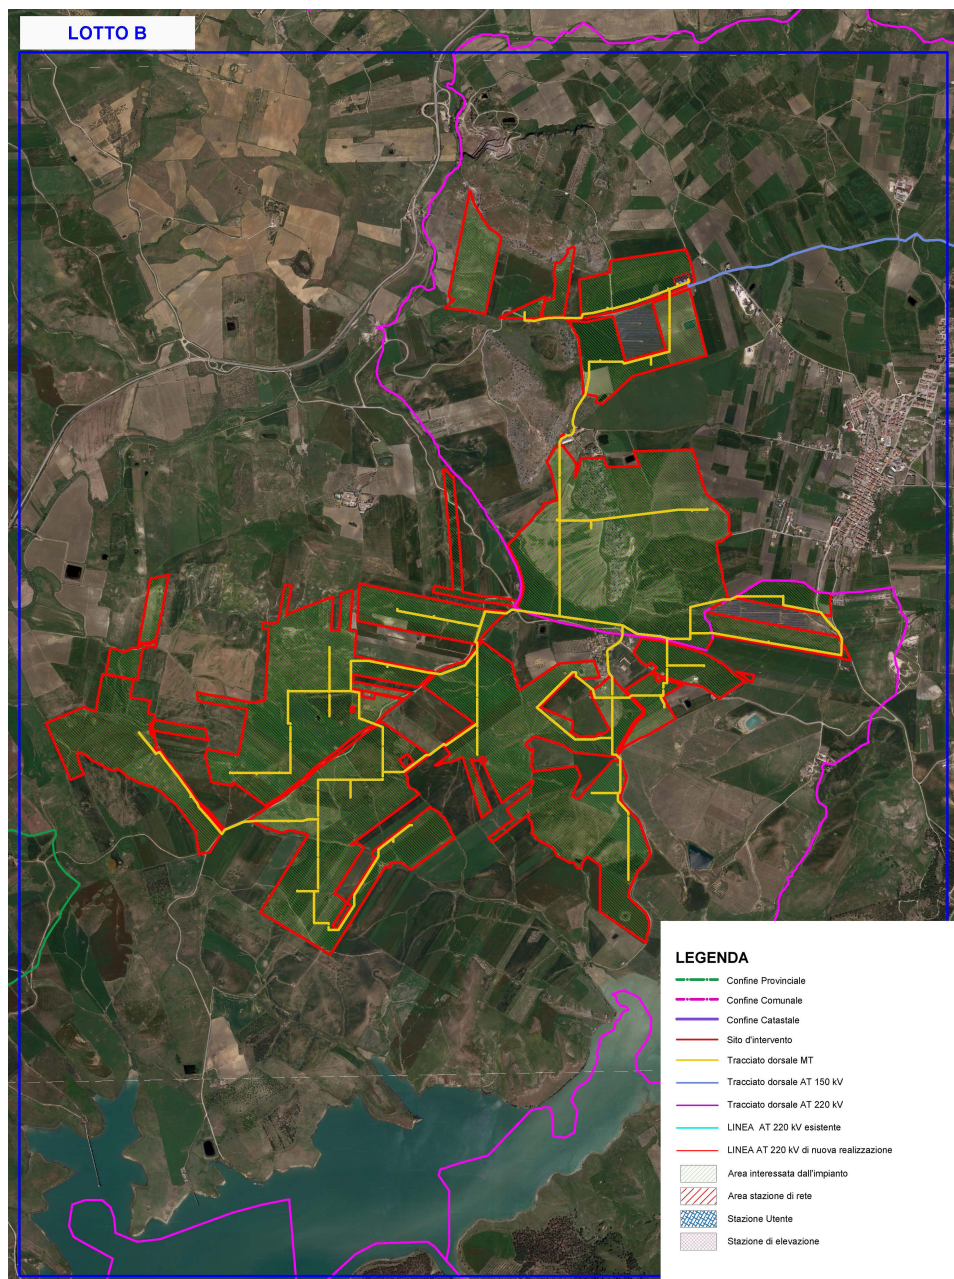 LOTTO B
LEGENDA
Confine Provinciale
Confine Comunale
Confine Catastale
Sito d'intervento
Tracciato dorsale MT
Tracciato dorsale AT 150 kV
Tracciato dorsale AT 220 kV
LINEA AT 220 kV esistente
LINEA AT 220 kV di nuova realizzazione
Area interessata dall'impianto
Area stazione di rete
Stazione Utente
Stazione di elevazione